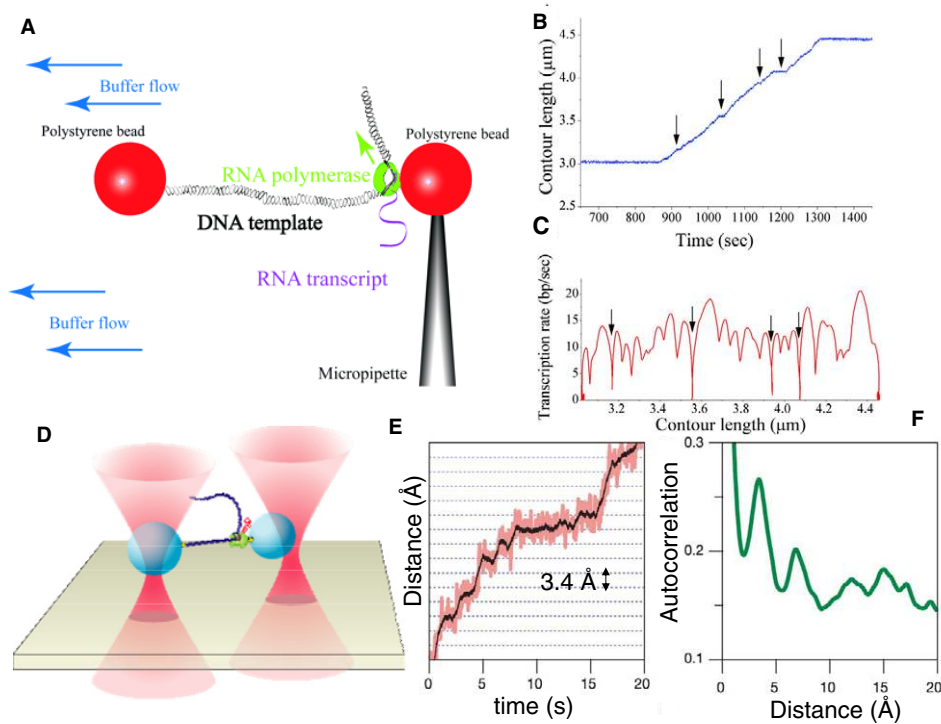 A
Buffer flow
Polystyrene bead
Polystyrene bead
RNA polymerase
DNA template
RNA transcript
Buffer flow
Micropipette
B
Contour length (μm)
4.5
4.0
3.5
3.0
2.5
700 800 900 1000 1100 1200 1300 1400
Time (sec)
C
Transcription rate (bp/sec)
20
15
10
5
0
3.2 3.4 3.6 3.8 4.0 4.2 4.4
Contour length (μm)
D
E
Distance (Å)
3.4 Å
0 5 10 15 20
time (s)
F
Autocorrelation
0.3
0.2
0.1
0 5 10 15 20
Distance (Å)